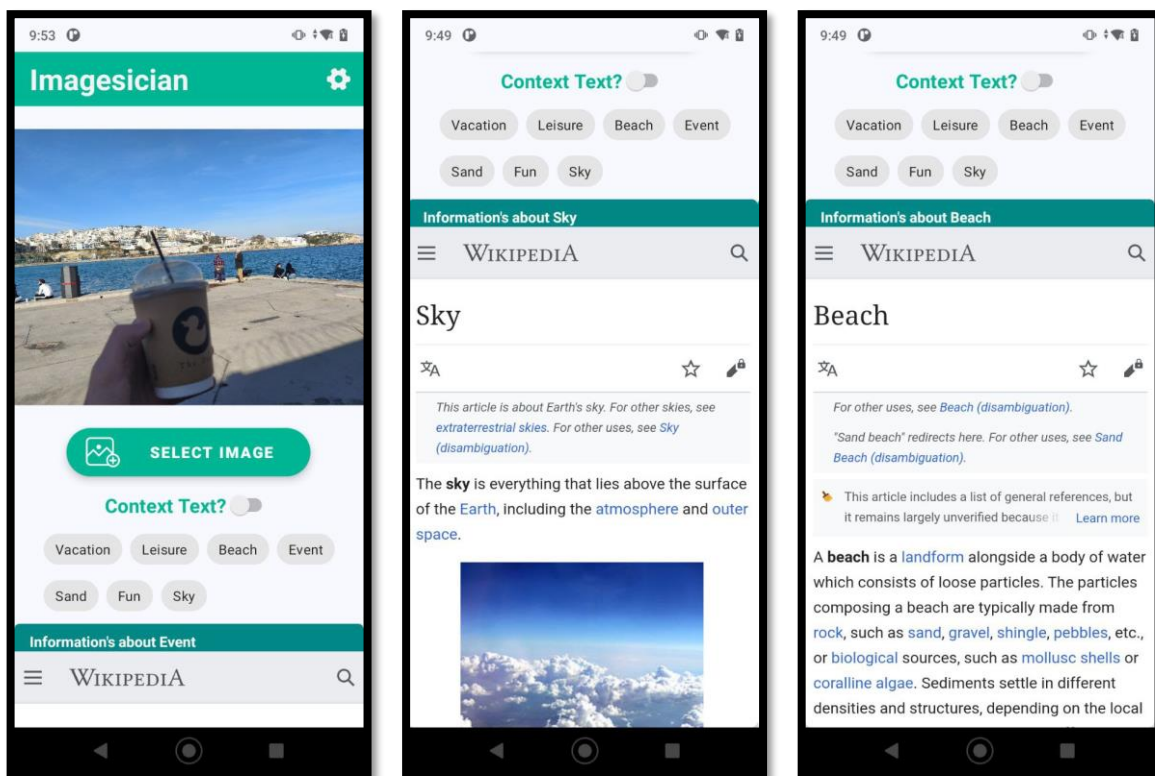 9:53
Imagesician
SELECT IMAGE
Context Text?
Vacation Leisure Beach Event
Sand Fun Sky
Information's about Event
WIKIPEDIA
9:49
Context Text?
Vacation Leisure Beach Event
Sand Fun Sky
Information's about Sky
WIKIPEDIA
Sky
This article is about Earth's sky. For other skies, see
extraterrestrial skies. For other uses, see Sky
(disambiguation).
The sky is everything that lies above the surface
of the Earth, including the atmosphere and outer
space.
9:49
Context Text?
Vacation Leisure Beach Event
Sand Fun Sky
Information's about Beach
WIKIPEDIA
Beach
For other uses, see Beach (disambiguation).
"Sand beach" redirects here. For other uses, see Sand
Beach (disambiguation).
This article includes a list of general references, but
it remains largely unverified because Learn more
A beach is a landform alongside a body of water
which consists of loose particles. The particles
composing a beach are typically made from
rock, such as sand, gravel, shingle, pebbles, etc.,
or biological sources, such as mollusc shells or
coralline algae. Sediments settle in different
densities and structures, depending on the local